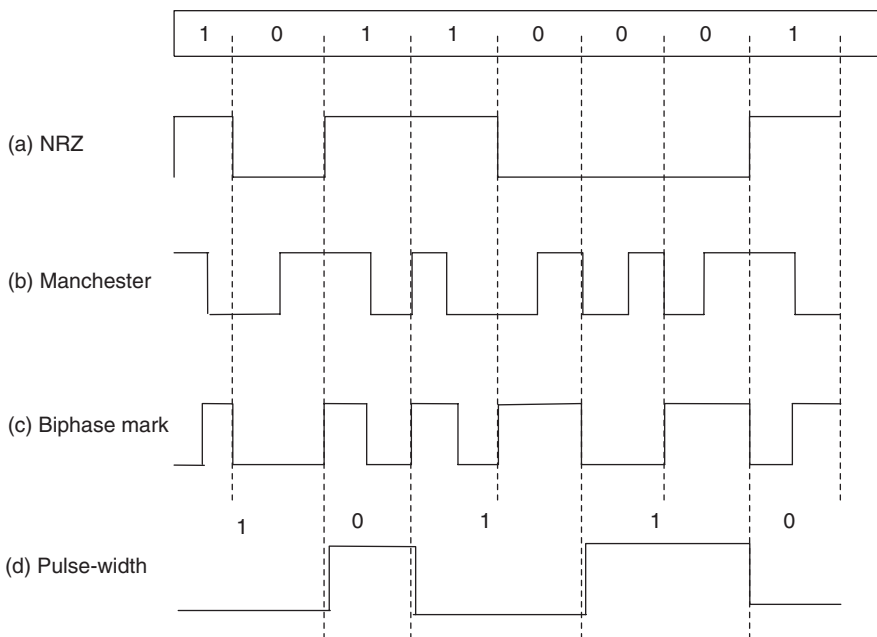 1 0 1 1 0 0 0 1
(a) NRZ
(b) Manchester
(c) Biphase mark
1 0 1 1 0
(d) Pulse-width